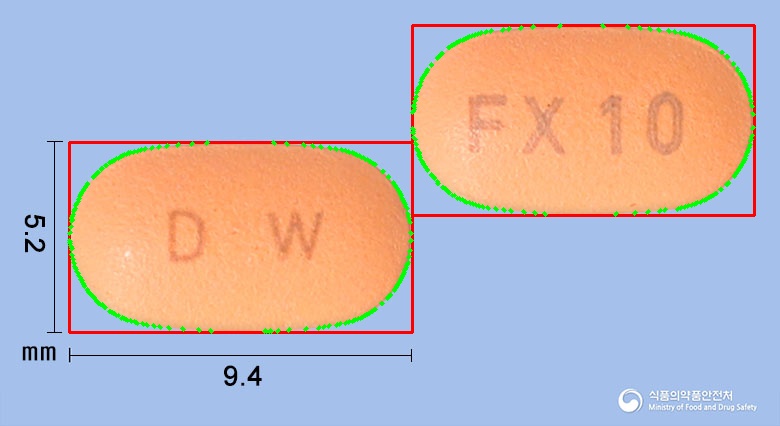 FX 10
D W
5.2
mm
9.4
식품의약품안전처
Ministry of Food and Drug Safety